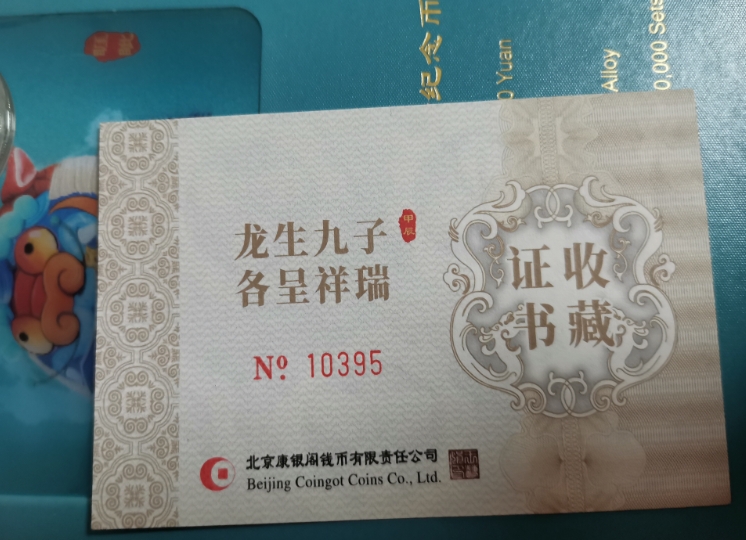 纪念币
0 Yuan
Alloy
0,000 Sets
龙生九子
甲辰
各呈祥瑞
收藏
证书
Nº 10395
北京康银阁钱币有限责任公司
Beijing Coingot Coins Co., Ltd.